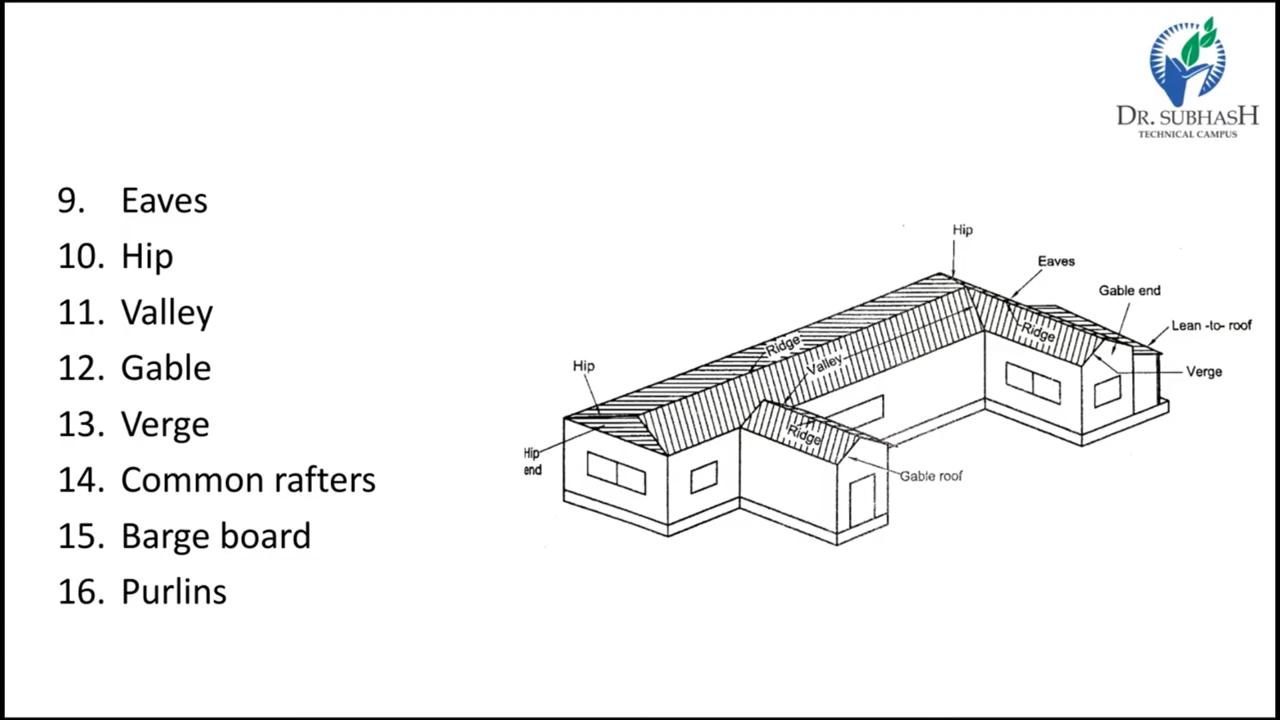 DR. SUBHASH
TECHNICAL CAMPUS
9. Eaves
10. Hip
11. Valley
12. Gable
13. Verge
14. Common rafters
15. Barge board
16. Purlins
Hip
Eaves
Gable end
Lean -to- roof
Ridge
Verge
Ridge
Valley
Hip
Ridge
Hip
end
Gable roof